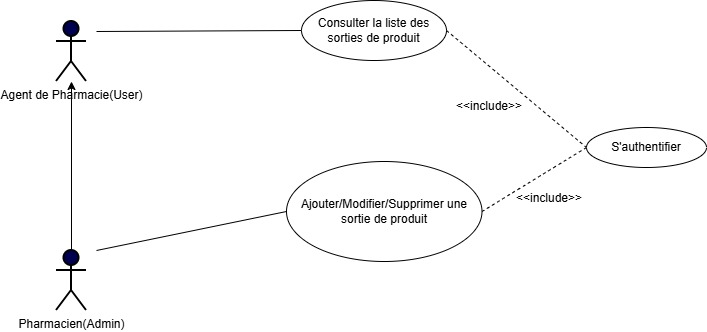 Consulter la liste des
sorties de produit
Agent de Pharmacie(User)
<<include>>
S'authentifier
<<include>>
Ajouter/Modifier/Supprimer une
sortie de produit
Pharmacien(Admin)